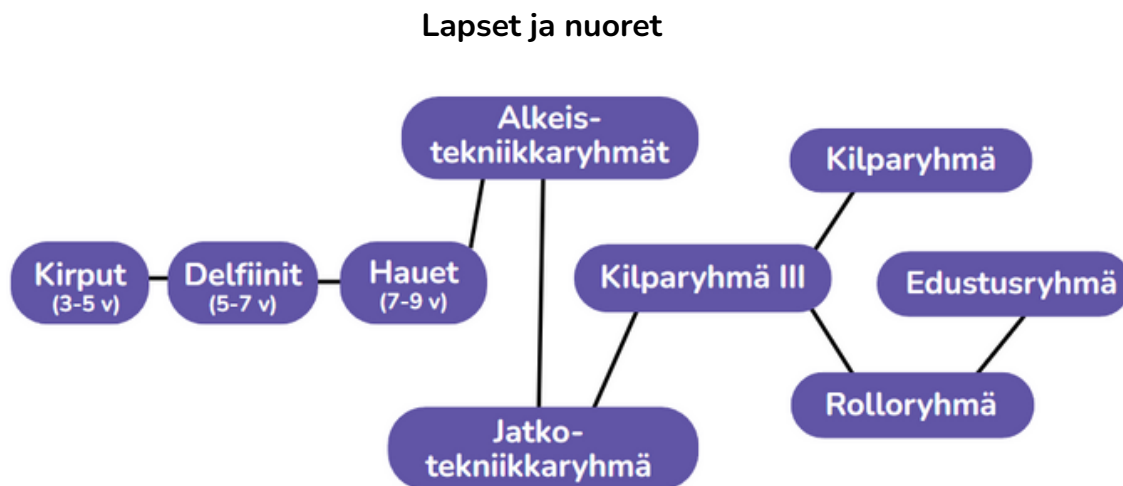 Lapset ja nuoret
Alkeis-
tekniikkaryhmät
Kilparyhmä
Kirput
(3-5 v)
Delfiinit
(5-7 v)
Hauet
(7-9 v)
Kilparyhmä III
Edustusryhmä
Rolloryhmä
Jatko-
tekniikkaryhmä